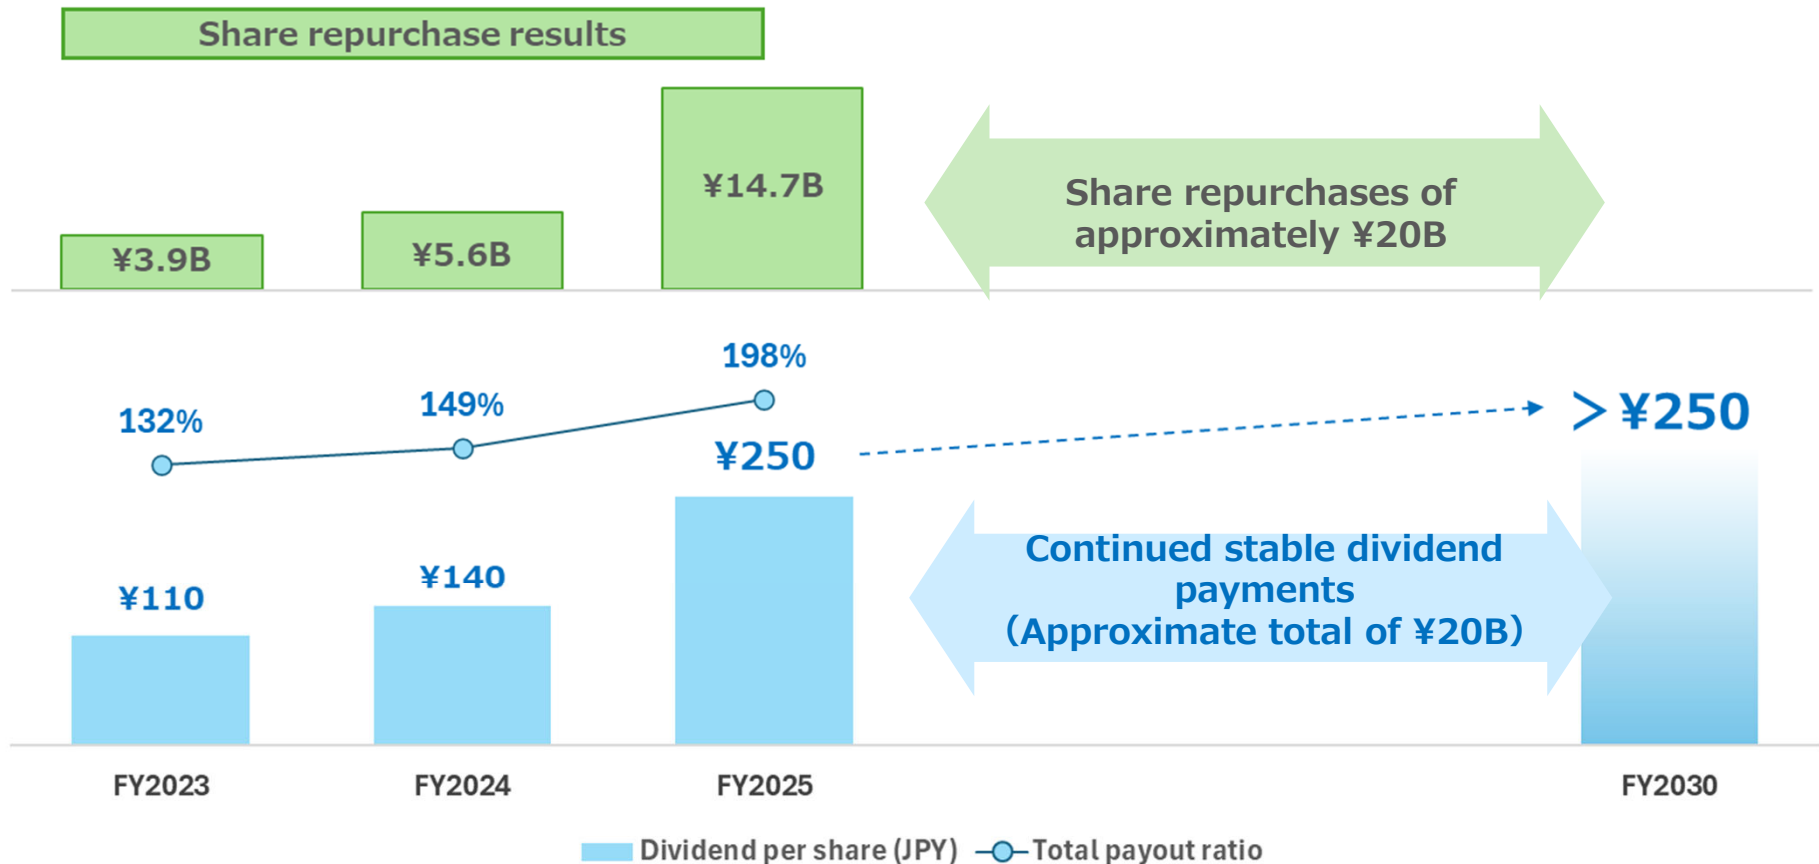 Share repurchase results
¥3.9B
¥5.6B
¥14.7B
Share repurchases of
approximately ¥20B
132%
149%
198%
¥110
¥140
¥250
＞¥250
Continued stable dividend
payments
（Approximate total of ¥20B）
FY2023
FY2024
FY2025
FY2030
Dividend per share (JPY)
Total payout ratio